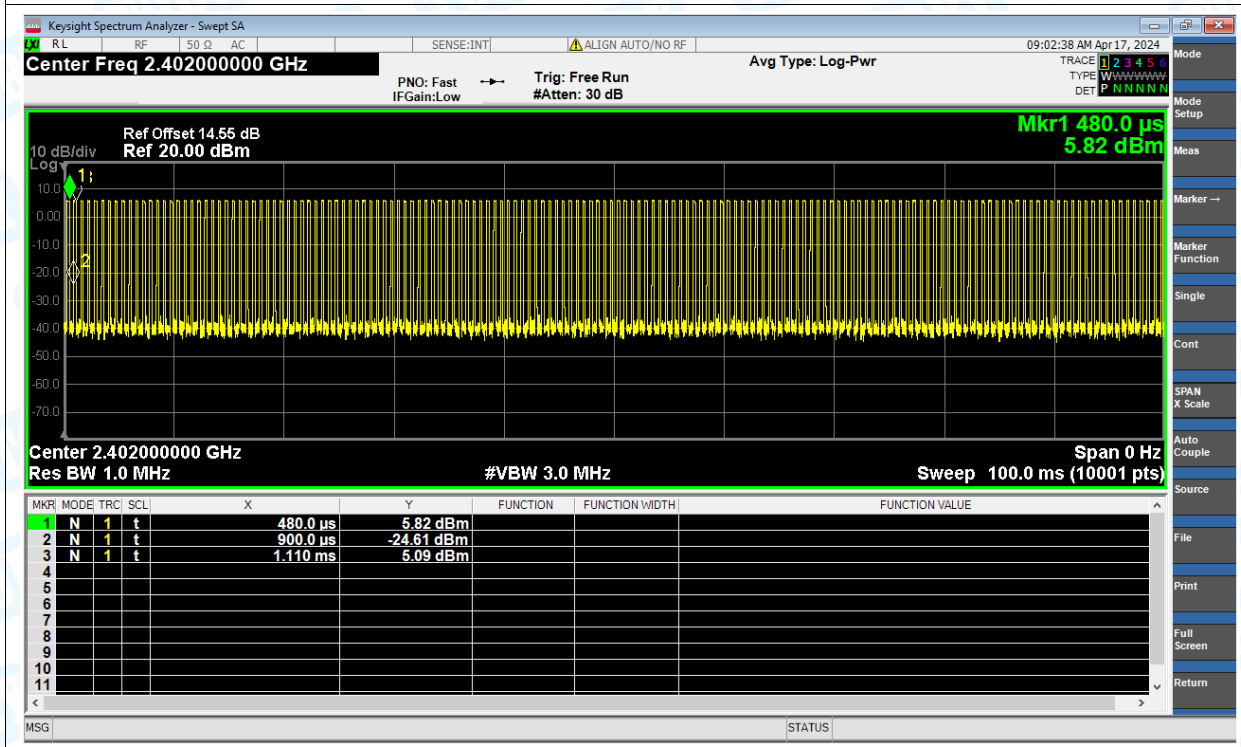 Keysight Spectrum Analyzer - Swept SA
LXI RL RF 50 Ω AC SENSE:INT ALIGN AUTO/NO RF 09:02:38 AM Apr 17, 2024
Center Freq 2.402000000 GHz
PNO: Fast
IFGain:Low
Trig: Free Run
#Atten: 30 dB
Avg Type: Log-Pwr
TRACE 1 2 3 4 5 6
TYPE WWWWWW
DET P N N N N N
Ref Offset 14.55 dB
10 dB/div Ref 20.00 dBm
Log
Mkr1 480.0 µs
5.82 dBm
1
2
10.0
0.00
-10.0
-20.0
-30.0
-40.0
-50.0
-60.0
-70.0
Center 2.402000000 GHz Span 0 Hz
Res BW 1.0 MHz #VBW 3.0 MHz Sweep 100.0 ms (10001 pts)
MKR MODE TRC SCL X Y FUNCTION FUNCTION WIDTH FUNCTION VALUE
1 N 1 t 480.0 µs 5.82 dBm
2 N 1 t 900.0 µs -24.61 dBm
3 N 1 t 1.110 ms 5.09 dBm
4
5
6
7
8
9
10
11
MSG STATUS
Mode
Mode
Setup
Meas
Marker →
Marker
Function
Single
Cont
SPAN
X Scale
Auto
Couple
Source
File
Print
Full
Screen
Return